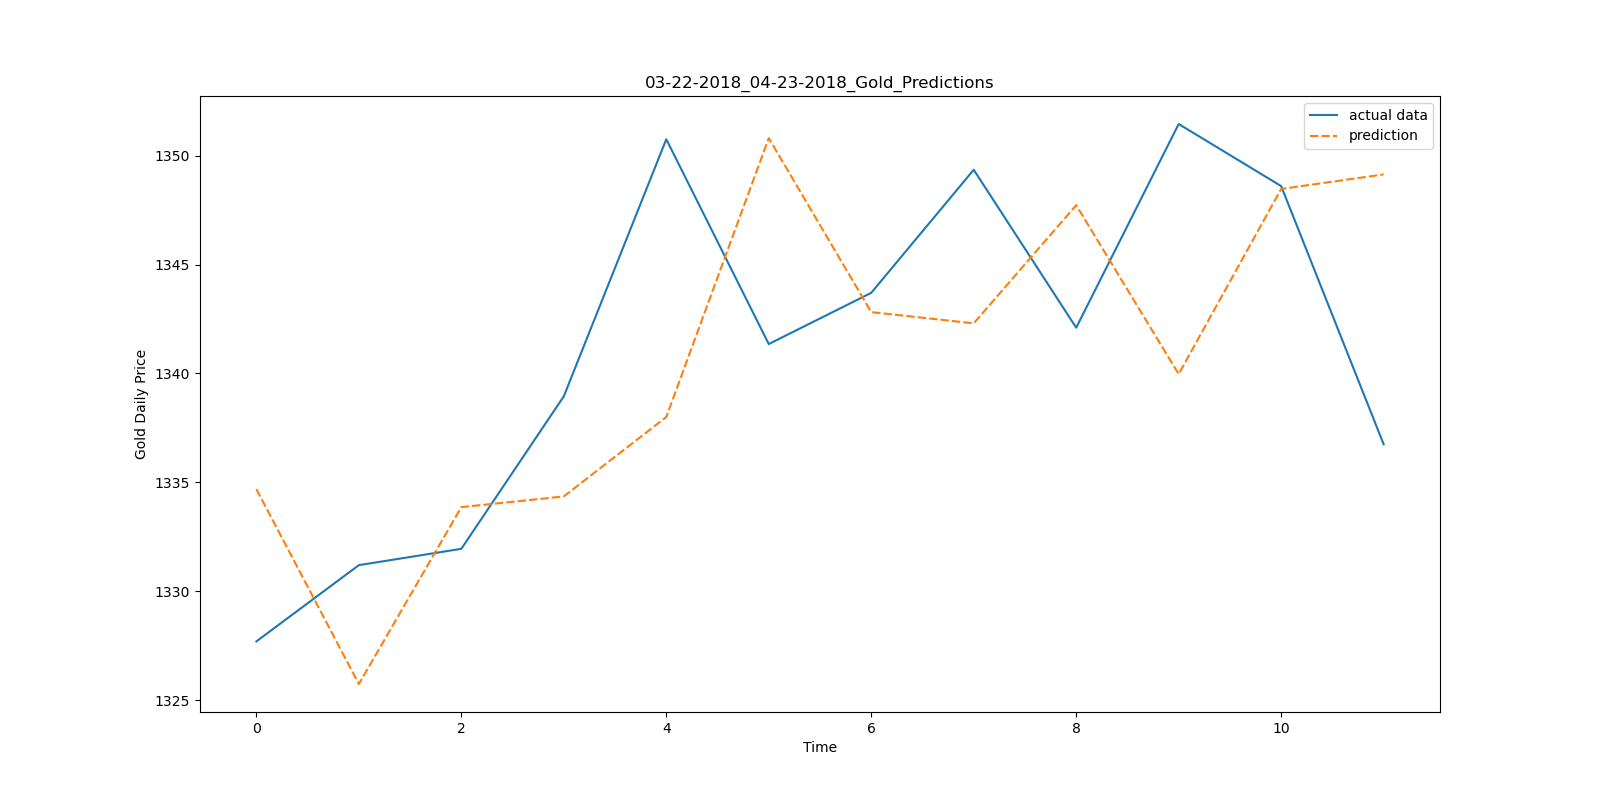 03-22-2018_04-23-2018_Gold_Predictions
actual data
prediction
1350
1345
1340
1335
1330
1325
Gold Daily Price
0 2 4 6 8 10
Time